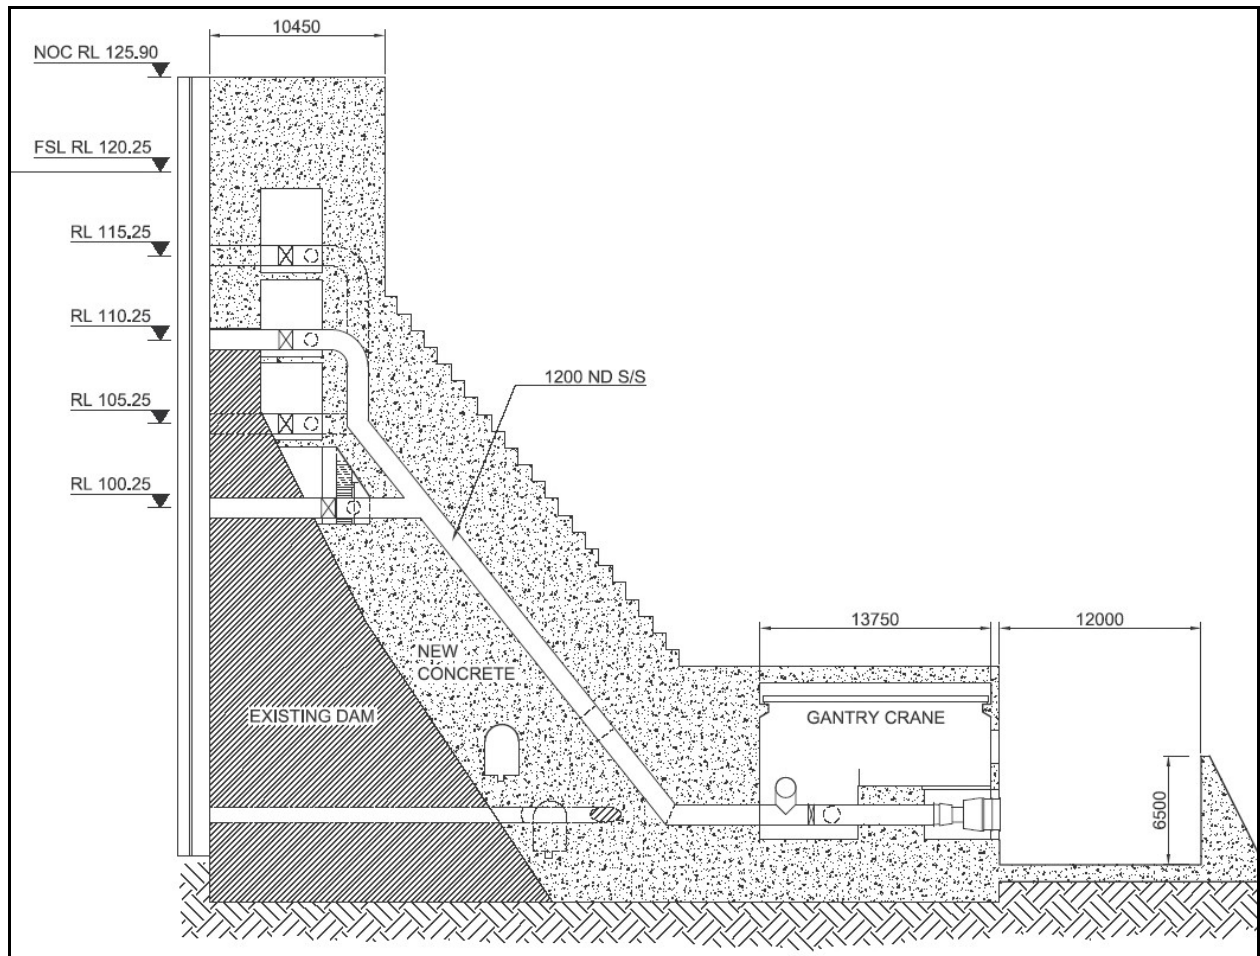 10450
NOC RL 125.90
FSL RL 120.25
RL 115.25
RL 110.25
1200 ND S/S
RL 105.25
RL 100.25
13750
12000
NEW
CONCRETE
EXISTING DAM
GANTRY CRANE
6500